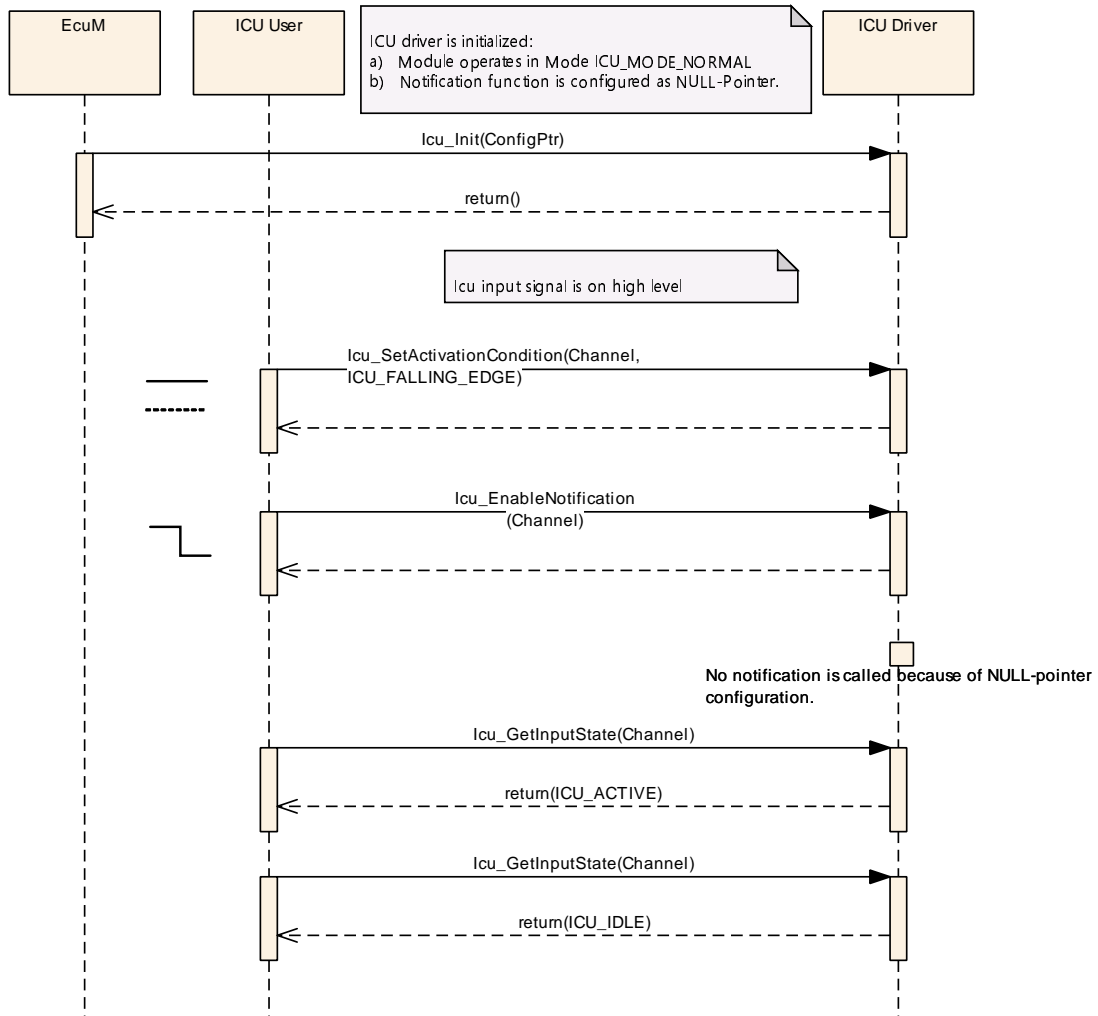 EcuM
ICU User
ICU driver is initialized:
a) Module operates in Mode ICU_MODE_NORMAL
b) Notification function is configured as NULL-Pointer.
ICU Driver
Icu_Init(ConfigPtr)
return()
Icu input signal is on high level
Icu_SetActivationCondition(Channel,
ICU_FALLING_EDGE)
Icu_EnableNotification
(Channel)
No notification is called because of NULL-pointer
configuration.
Icu_GetInputState(Channel)
return(ICU_ACTIVE)
Icu_GetInputState(Channel)
return(ICU_IDLE)